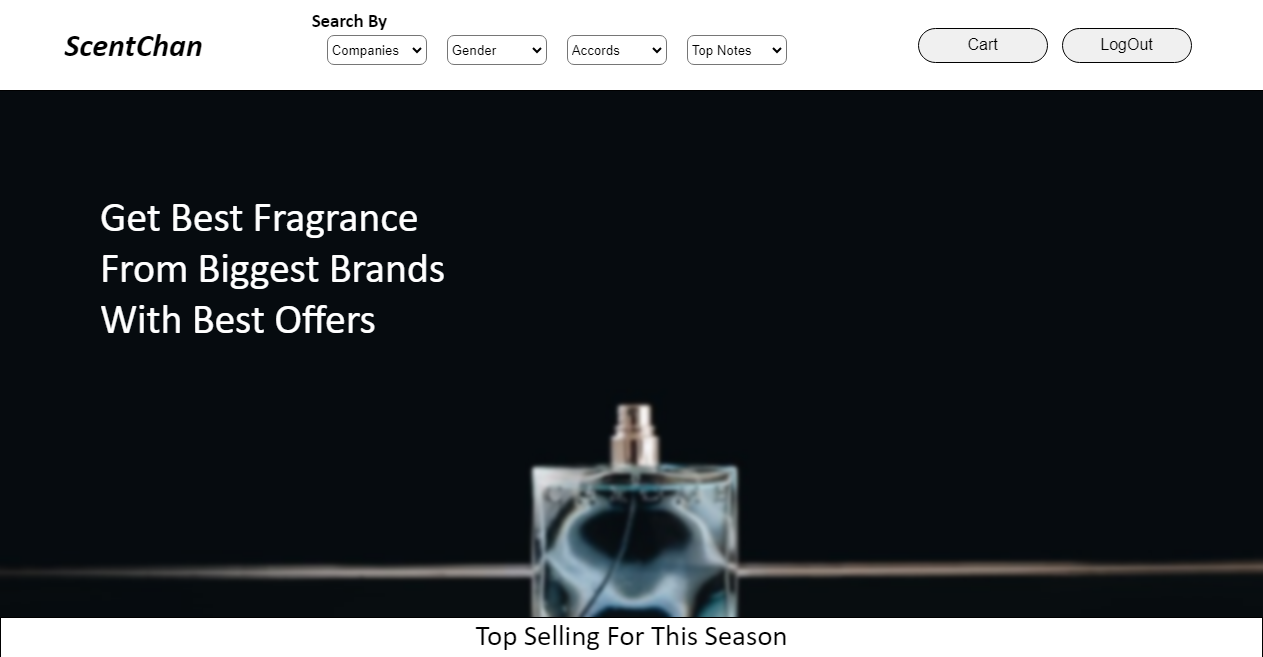 ScentChan
Search By
Companies
Gender
Accords
Top Notes
Cart
LogOut
Get Best Fragrance
From Biggest Brands
With Best Offers
Top Selling For This Season